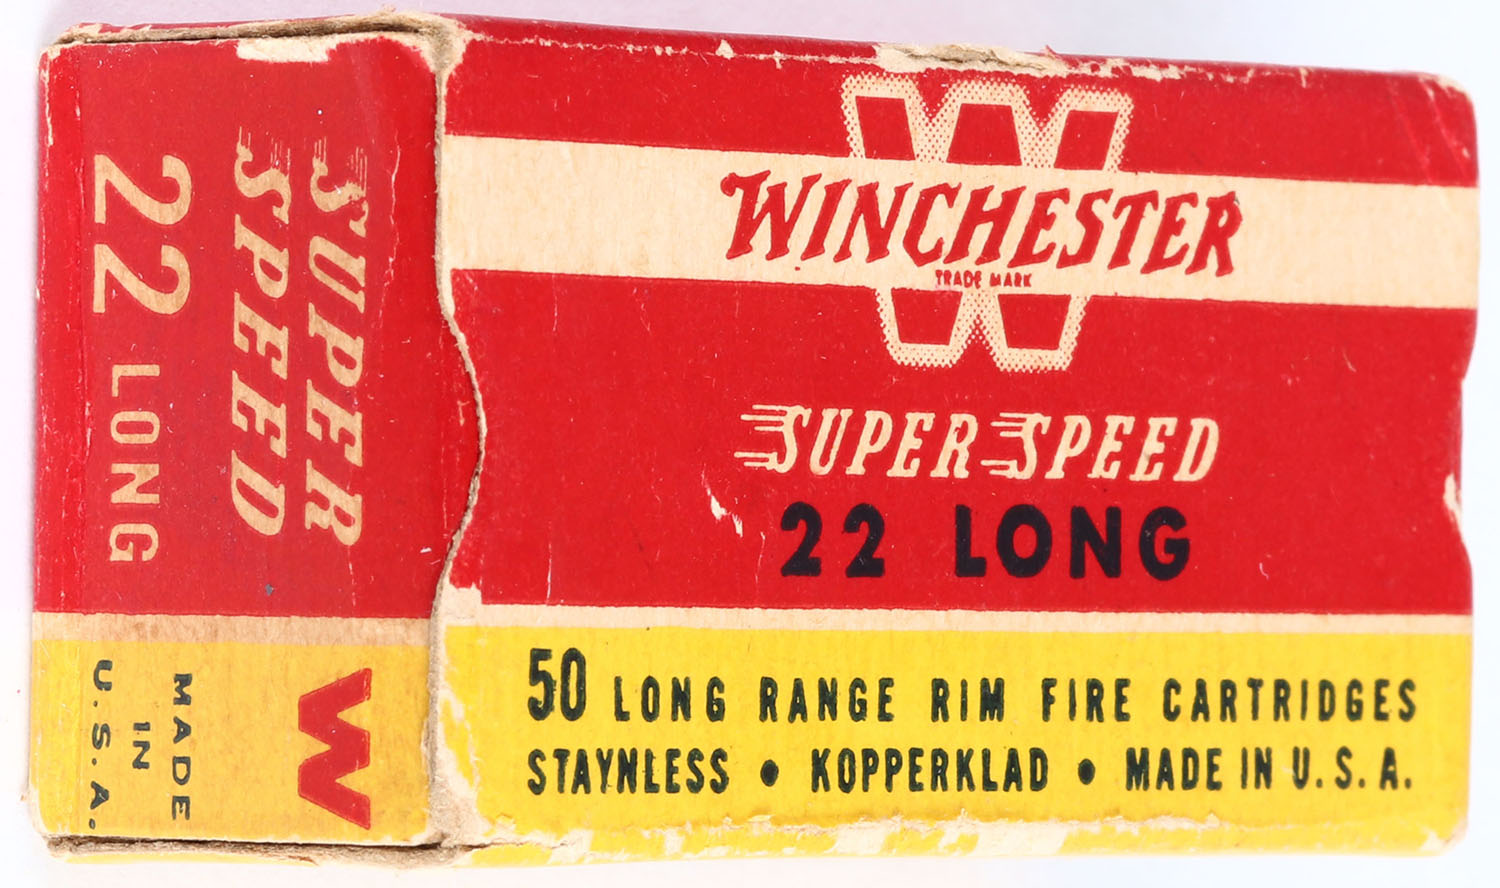 W
WINCHESTER
TRADE MARK
SUPER SPEED
22 LONG
50 LONG RANGE RIM FIRE CARTRIDGES
STAYNLESS • KOPPERKLAD • MADE IN U.S.A.
SUPER
SPEED
22 LONG
W
MADE
IN
U.S.A.